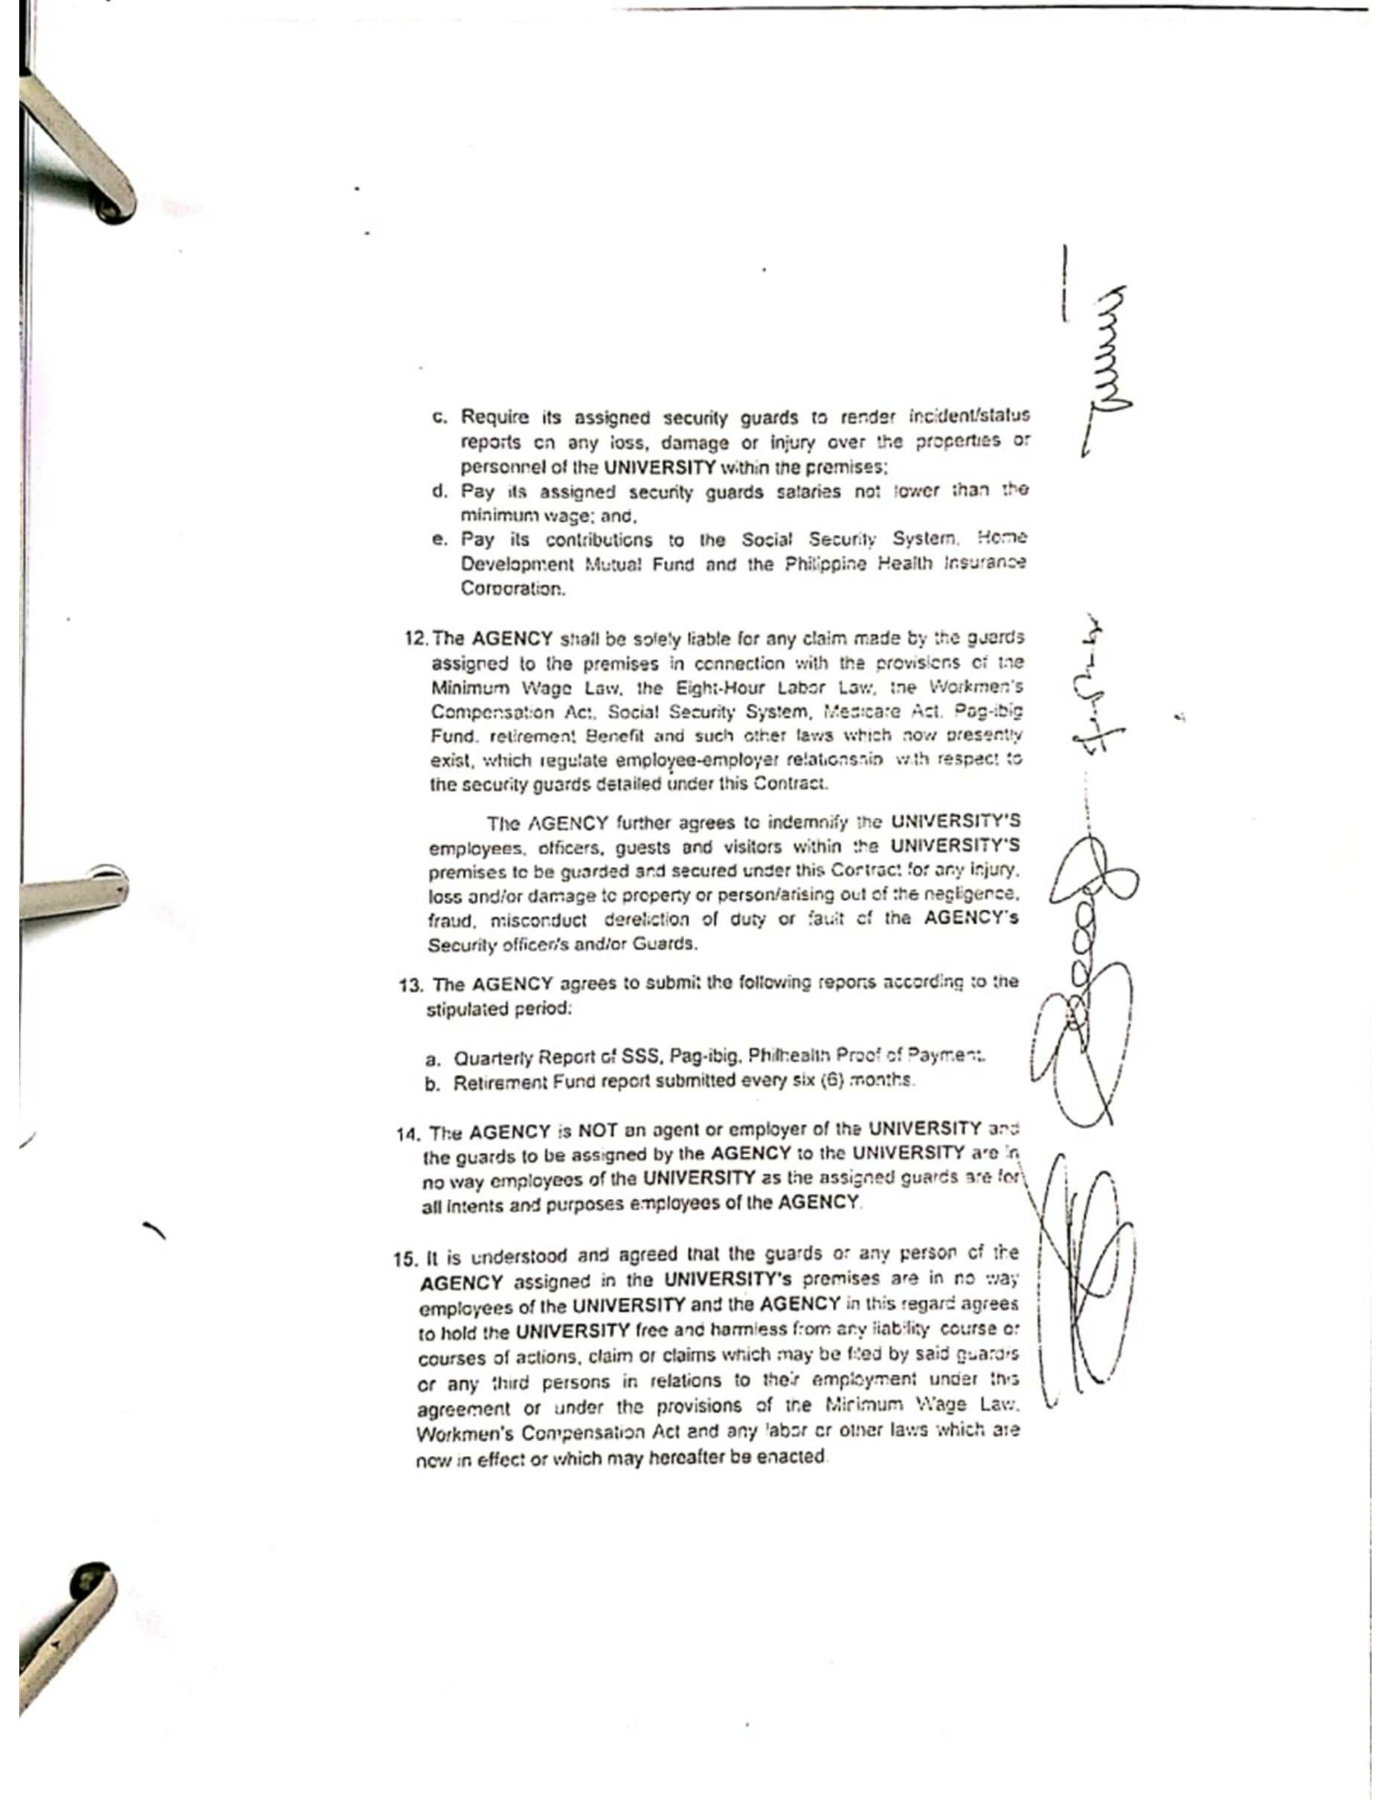 c. Require its assigned security guards to render incident/status
reports on any loss, damage or injury over the properties or
personnel of the UNIVERSITY within the premises;
d. Pay its assigned security guards salaries not lower than the
minimum wage; and,
e. Pay its contributions to the Social Security System, Home
Development Mutual Fund and the Philippine Health Insurance
Corporation.
12. The AGENCY shall be solely liable for any claim made by the guards
assigned to the premises in connection with the provisions of the
Minimum Wage Law, the Eight-Hour Labor Law, the Workmen's
Compensation Act, Social Security System, Medicare Act, Pag-ibig
Fund, retirement Benefit and such other laws which now presently
exist, which regulate employee-employer relationship with respect to
the security guards detailed under this Contract.
The AGENCY further agrees to indemnify the UNIVERSITY'S
employees, officers, guests and visitors within the UNIVERSITY'S
premises to be guarded and secured under this Contract for any injury,
loss and/or damage to property or person/arising out of the negligence,
fraud, misconduct dereliction of duty or fault of the AGENCY's
Security officer/s and/or Guards.
13. The AGENCY agrees to submit the following reports according to the
stipulated period:
a. Quarterly Report of SSS, Pag-ibig, Philhealth Proof of Payment.
b. Retirement Fund report submitted every six (6) months.
14. The AGENCY is NOT an agent or employer of the UNIVERSITY and
the guards to be assigned by the AGENCY to the UNIVERSITY are in
no way employees of the UNIVERSITY as the assigned guards are for
all intents and purposes employees of the AGENCY.
15. It is understood and agreed that the guards or any person of the
AGENCY assigned in the UNIVERSITY's premises are in no way
employees of the UNIVERSITY and the AGENCY in this regard agrees
to hold the UNIVERSITY free and harmless from any liability course or
courses of actions, claim or claims which may be filed by said guards
or any third persons in relations to their employment under this
agreement or under the provisions of the Minimum Wage Law,
Workmen's Compensation Act and any labor or other laws which are
now in effect or which may hereafter be enacted.